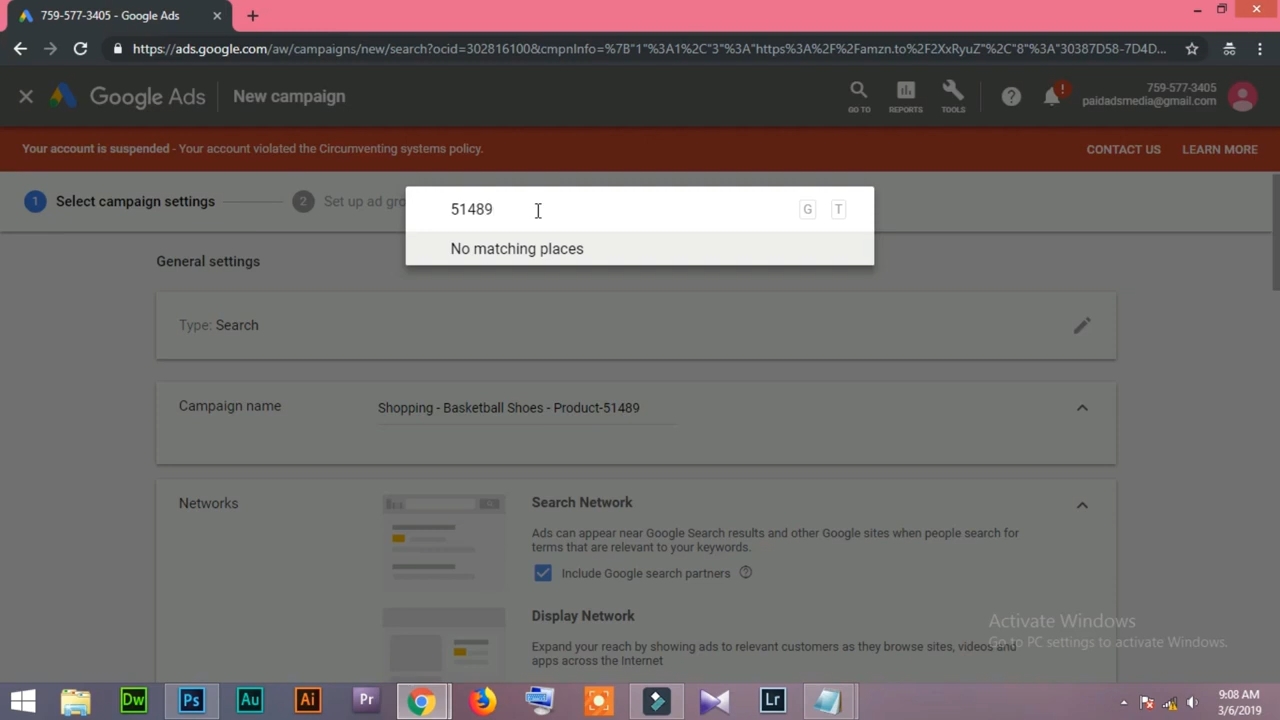 759-577-3405 - Google Ads
https://ads.google.com/aw/campaigns/new/search?ocid=302816100&cmpnInfo=%7B"1"%3A1%2C"3"%3A"https%3A%2F%2Famzn.to%2F2XxRyuZ"%2C"8"%3A"30387D58-7D4D...
Google Ads
New campaign
GO TO
REPORTS
TOOLS
759-577-3405
paidadsmedia@gmail.com
Your account is suspended - Your account violated the Circumventing systems policy.
CONTACT US
LEARN MORE
1 Select campaign settings
2 Set up ad gro
51489
G T
No matching places
General settings
Type: Search
Campaign name
Shopping - Basketball Shoes - Product-51489
Networks
Search Network
Ads can appear near Google Search results and other Google sites when people search for
terms that are relevant to your keywords.
Include Google search partners
Display Network
Expand your reach by showing ads to relevant customers as they browse sites, videos and
apps across the Internet
Activate Windows
Go to PC settings to activate Windows.
Dw
Ps
Au
Ai
Pr
Lr
9:08 AM
3/6/2019